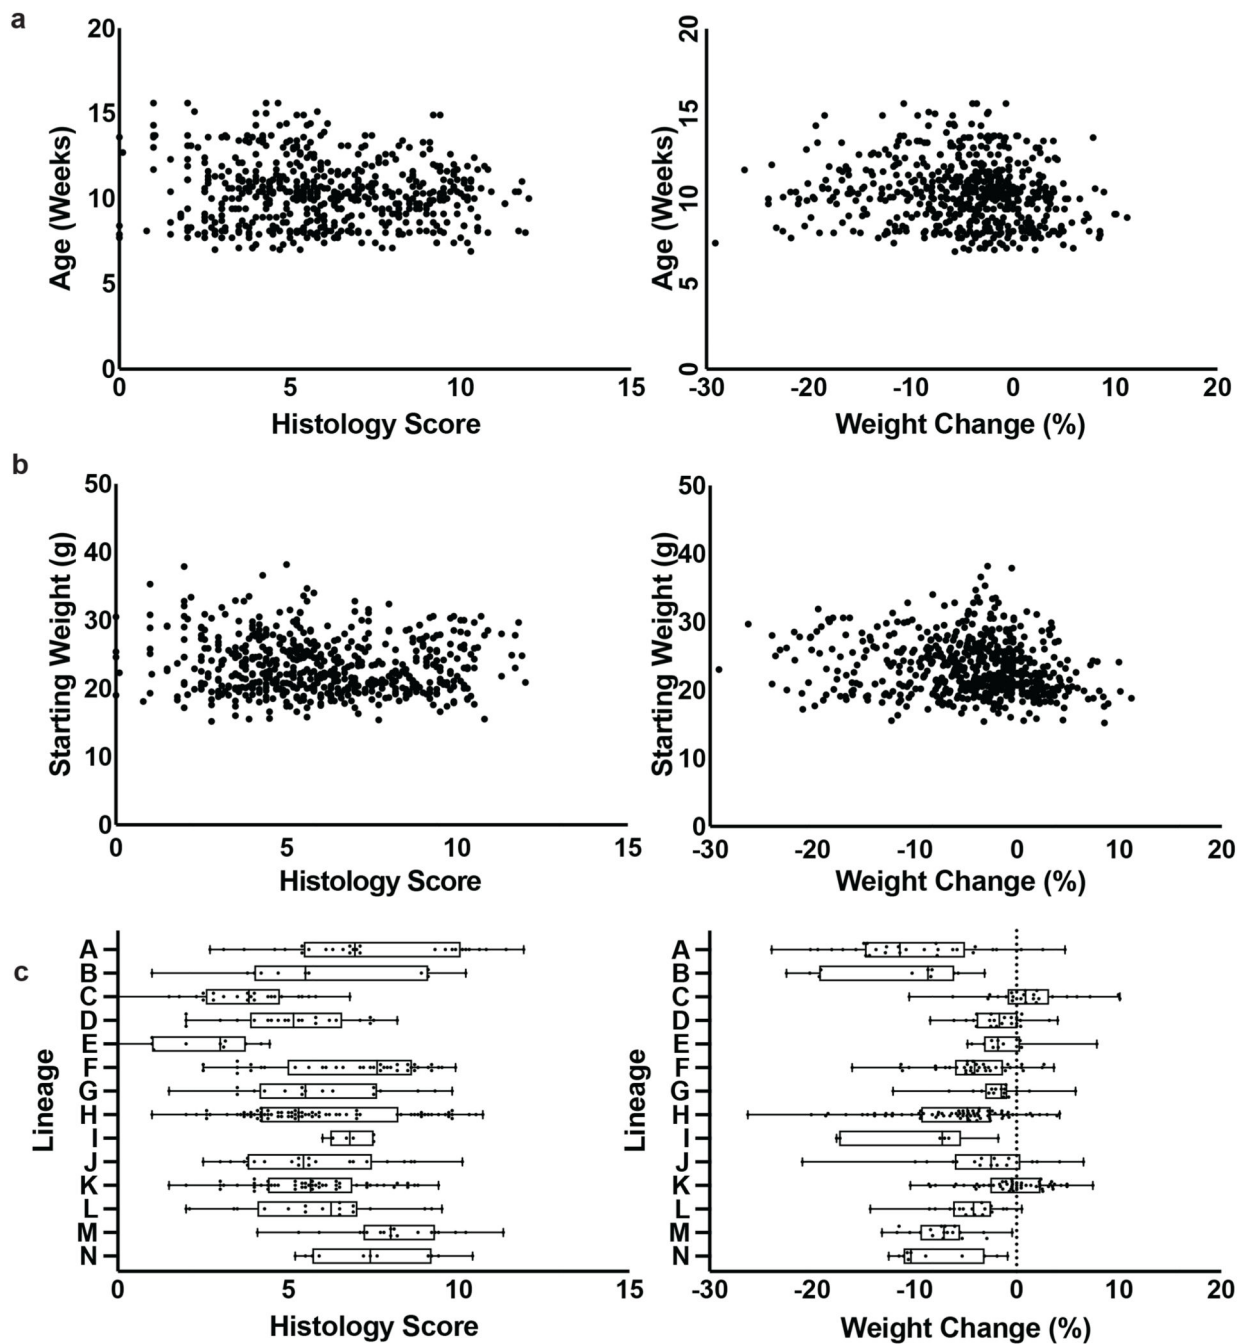 a
20
15
10
5
0
Age (Weeks)
0
5
10
15
Histology Score
20
15
10
5
0
Age (Weeks)
-30
-20
-10
0
10
20
Weight Change (%)
b
50
40
30
20
10
0
Starting Weight (g)
0
5
10
15
Histology Score
50
40
30
20
10
0
Starting Weight (g)
-30
-20
-10
0
10
20
Weight Change (%)
c
Lineage
A
B
C
D
E
F
G
H
I
J
K
L
M
N
0
5
10
15
Histology Score
Lineage
A
B
C
D
E
F
G
H
I
J
K
L
M
N
-30
-20
-10
0
10
20
Weight Change (%)